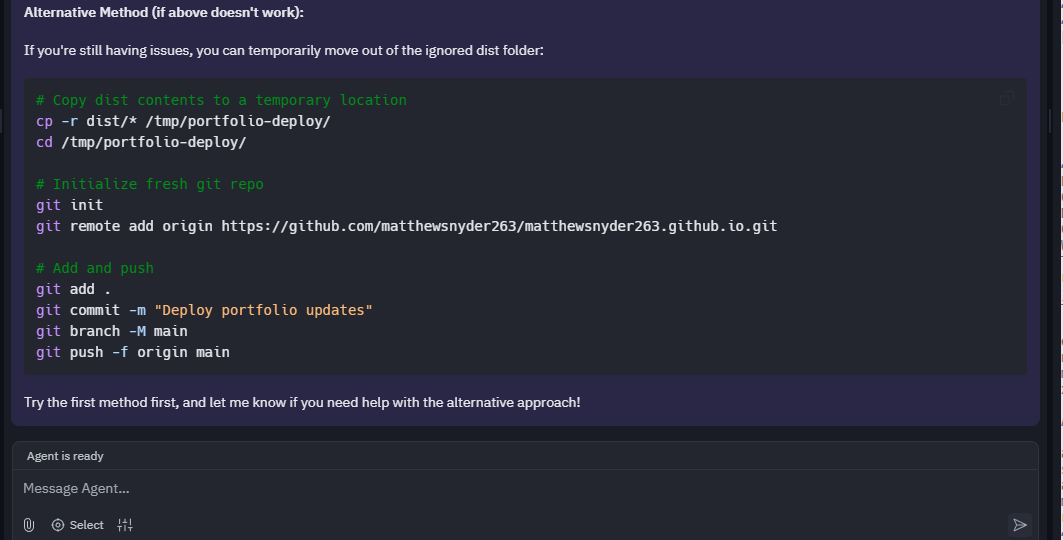 Alternative Method (if above doesn't work):
If you're still having issues, you can temporarily move out of the ignored dist folder:
# Copy dist contents to a temporary location
cp -r dist/* /tmp/portfolio-deploy/
cd /tmp/portfolio-deploy/
# Initialize fresh git repo
git init
git remote add origin https://github.com/matthewsnyder263/matthewsnyder263.github.io.git
# Add and push
git add .
git commit -m "Deploy portfolio updates"
git branch -M main
git push -f origin main
Try the first method first, and let me know if you need help with the alternative approach!
Agent is ready
Message Agent...
Select